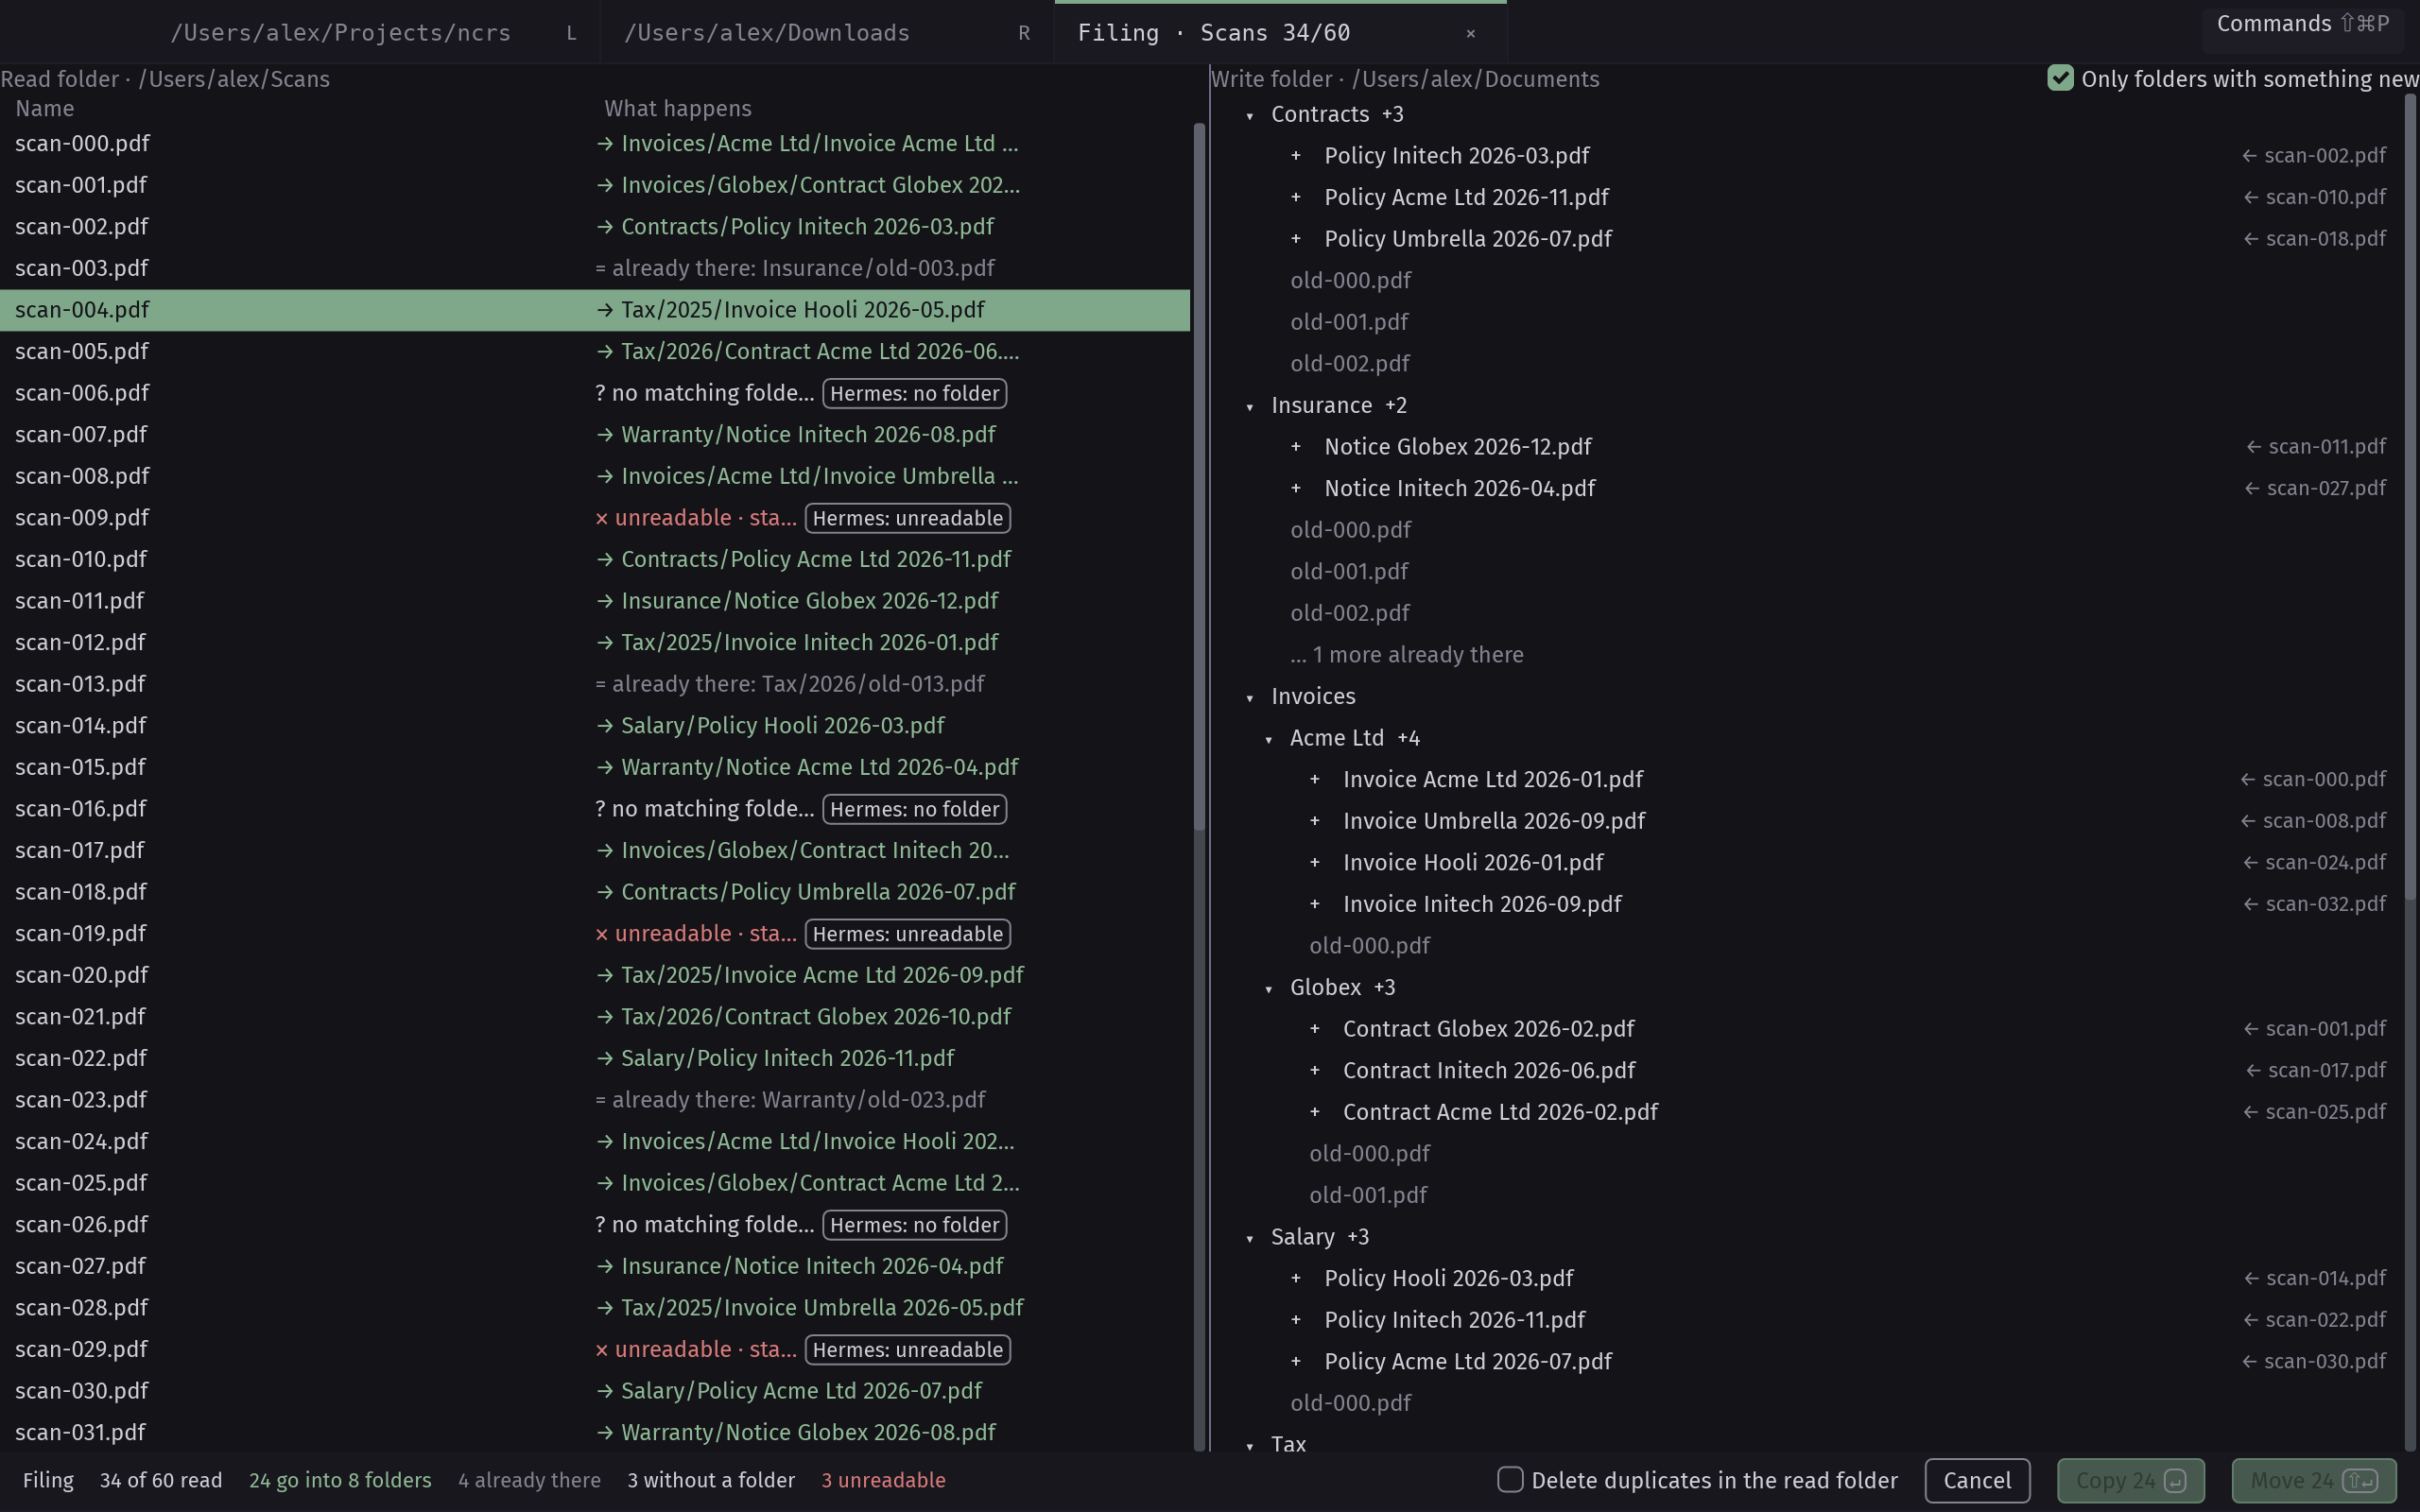 /Users/alex/Projects/ncrs L /Users/alex/Downloads R Filing · Scans 34/60 × Commands ⇧⌘P
Read folder · /Users/alex/Scans
Name What happens
scan-000.pdf → Invoices/Acme Ltd/Invoice Acme Ltd ...
scan-001.pdf → Invoices/Globex/Contract Globex 202...
scan-002.pdf → Contracts/Policy Initech 2026-03.pdf
scan-003.pdf = already there: Insurance/old-003.pdf
scan-004.pdf → Tax/2025/Invoice Hooli 2026-05.pdf
scan-005.pdf → Tax/2026/Contract Acme Ltd 2026-06....
scan-006.pdf ? no matching folde... Hermes: no folder
scan-007.pdf → Warranty/Notice Initech 2026-08.pdf
scan-008.pdf → Invoices/Acme Ltd/Invoice Umbrella ...
scan-009.pdf × unreadable · sta... Hermes: unreadable
scan-010.pdf → Contracts/Policy Acme Ltd 2026-11.pdf
scan-011.pdf → Insurance/Notice Globex 2026-12.pdf
scan-012.pdf → Tax/2025/Invoice Initech 2026-01.pdf
scan-013.pdf = already there: Tax/2026/old-013.pdf
scan-014.pdf → Salary/Policy Hooli 2026-03.pdf
scan-015.pdf → Warranty/Notice Acme Ltd 2026-04.pdf
scan-016.pdf ? no matching folde... Hermes: no folder
scan-017.pdf → Invoices/Globex/Contract Initech 20...
scan-018.pdf → Contracts/Policy Umbrella 2026-07.pdf
scan-019.pdf × unreadable · sta... Hermes: unreadable
scan-020.pdf → Tax/2025/Invoice Acme Ltd 2026-09.pdf
scan-021.pdf → Tax/2026/Contract Globex 2026-10.pdf
scan-022.pdf → Salary/Policy Initech 2026-11.pdf
scan-023.pdf = already there: Warranty/old-023.pdf
scan-024.pdf → Invoices/Acme Ltd/Invoice Hooli 202...
scan-025.pdf → Invoices/Globex/Contract Acme Ltd 2...
scan-026.pdf ? no matching folde... Hermes: no folder
scan-027.pdf → Insurance/Notice Initech 2026-04.pdf
scan-028.pdf → Tax/2025/Invoice Umbrella 2026-05.pdf
scan-029.pdf × unreadable · sta... Hermes: unreadable
scan-030.pdf → Salary/Policy Acme Ltd 2026-07.pdf
scan-031.pdf → Warranty/Notice Globex 2026-08.pdf
Write folder · /Users/alex/Documents Only folders with something new
▾ Contracts +3
+ Policy Initech 2026-03.pdf ← scan-002.pdf
+ Policy Acme Ltd 2026-11.pdf ← scan-010.pdf
+ Policy Umbrella 2026-07.pdf ← scan-018.pdf
old-000.pdf
old-001.pdf
old-002.pdf
▾ Insurance +2
+ Notice Globex 2026-12.pdf ← scan-011.pdf
+ Notice Initech 2026-04.pdf ← scan-027.pdf
old-000.pdf
old-001.pdf
old-002.pdf
... 1 more already there
▾ Invoices
▾ Acme Ltd +4
+ Invoice Acme Ltd 2026-01.pdf ← scan-000.pdf
+ Invoice Umbrella 2026-09.pdf ← scan-008.pdf
+ Invoice Hooli 2026-01.pdf ← scan-024.pdf
+ Invoice Initech 2026-09.pdf ← scan-032.pdf
old-000.pdf
▾ Globex +3
+ Contract Globex 2026-02.pdf ← scan-001.pdf
+ Contract Initech 2026-06.pdf ← scan-017.pdf
+ Contract Acme Ltd 2026-02.pdf ← scan-025.pdf
old-000.pdf
old-001.pdf
▾ Salary +3
+ Policy Hooli 2026-03.pdf ← scan-014.pdf
+ Policy Initech 2026-11.pdf ← scan-022.pdf
+ Policy Acme Ltd 2026-07.pdf ← scan-030.pdf
old-000.pdf
▾ Tax
Filing 34 of 60 read 24 go into 8 folders 4 already there 3 without a folder 3 unreadable Delete duplicates in the read folder Cancel Copy 24 ↵ Move 24 ⇧↵